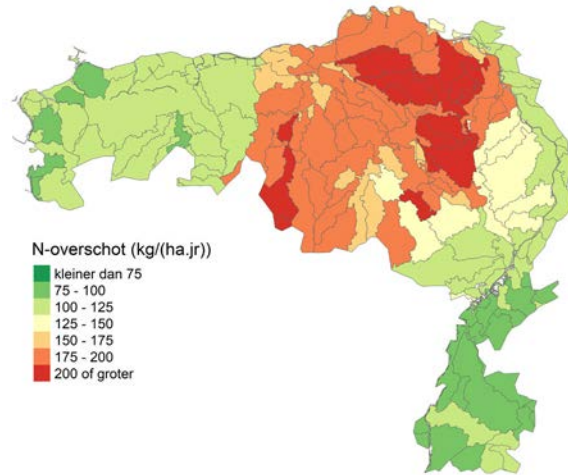 N-overschot (kg/(ha.jr))
kleiner dan 75
75 - 100
100 - 125
125 - 150
150 - 175
175 - 200
200 of groter